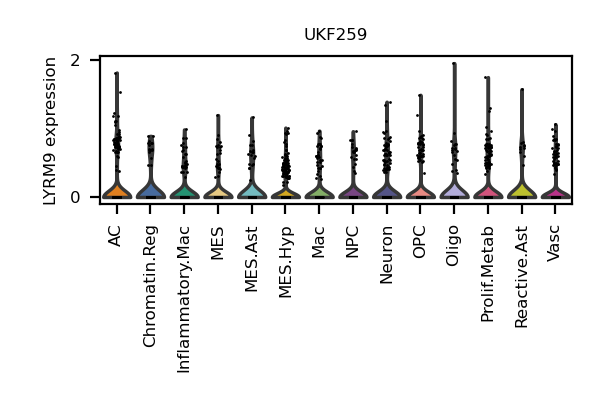 UKF259
LYRM9 expression
2
0
AC
Chromatin.Reg
Inflammatory.Mac
MES
MES.Ast
MES.Hyp
Mac
NPC
Neuron
OPC
Oligo
Prolif.Metab
Reactive.Ast
Vasc